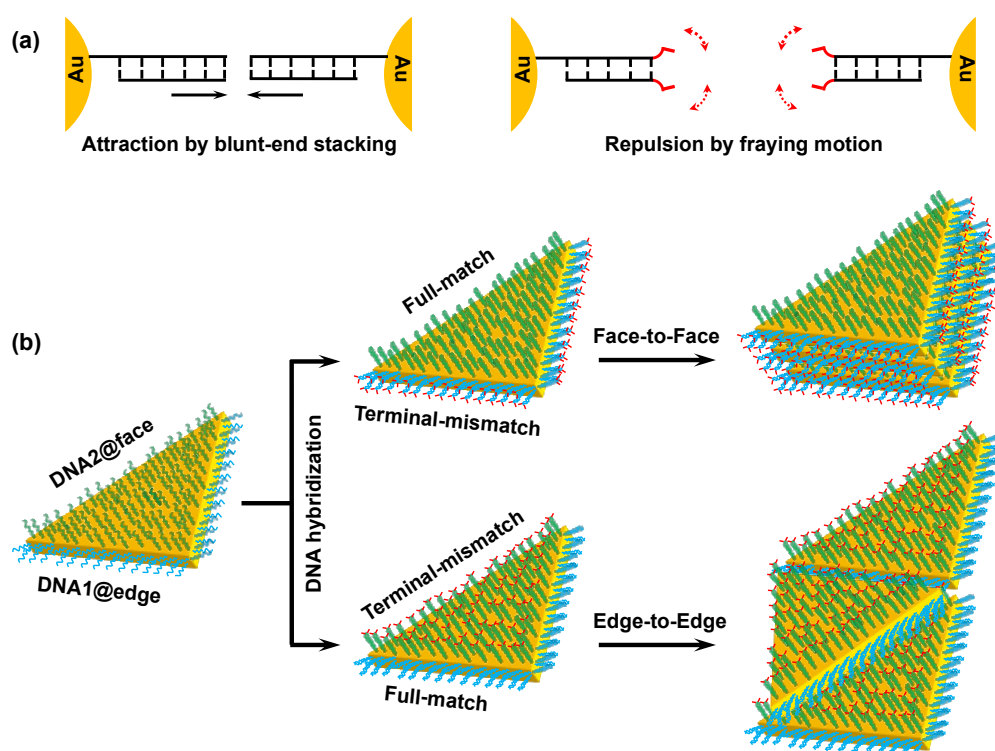 (a)
Au
Au
Au
Au
Attraction by blunt-end stacking
Repulsion by fraying motion
(b)
Full-match
Terminal-mismatch
Face-to-Face
DNA2@face
DNA1@edge
DNA hybridization
Terminal-mismatch
Full-match
Edge-to-Edge